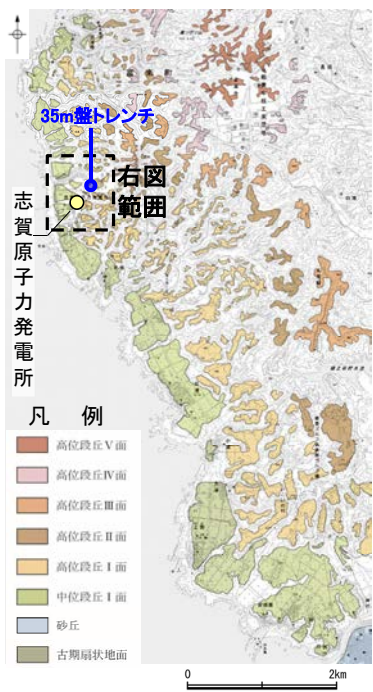 35m盤トレンチ
右図
範囲
志賀原子力発電所
凡 例
高位段丘Ⅴ面
高位段丘Ⅳ面
高位段丘Ⅲ面
高位段丘Ⅱ面
高位段丘Ⅰ面
中位段丘Ⅰ面
砂丘
古期扇状地面
0 2km